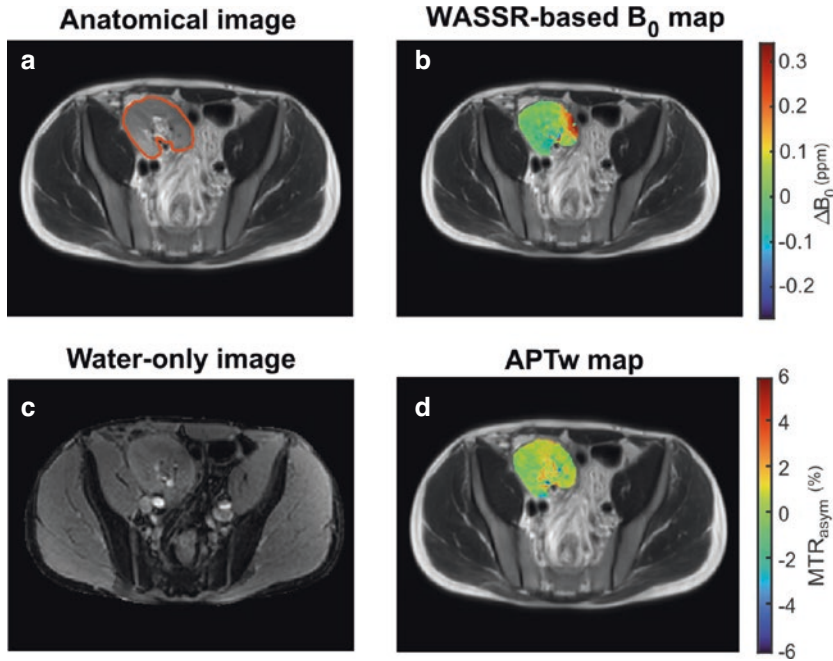 Anatomical image
WASSR-based B₀ map
a
b
0.3
0.2
0.1
0
-0.1
-0.2
ΔB₀ (ppm)
Water-only image
APTw map
c
d
6
4
2
0
-2
-4
-6
MTRasym (%)